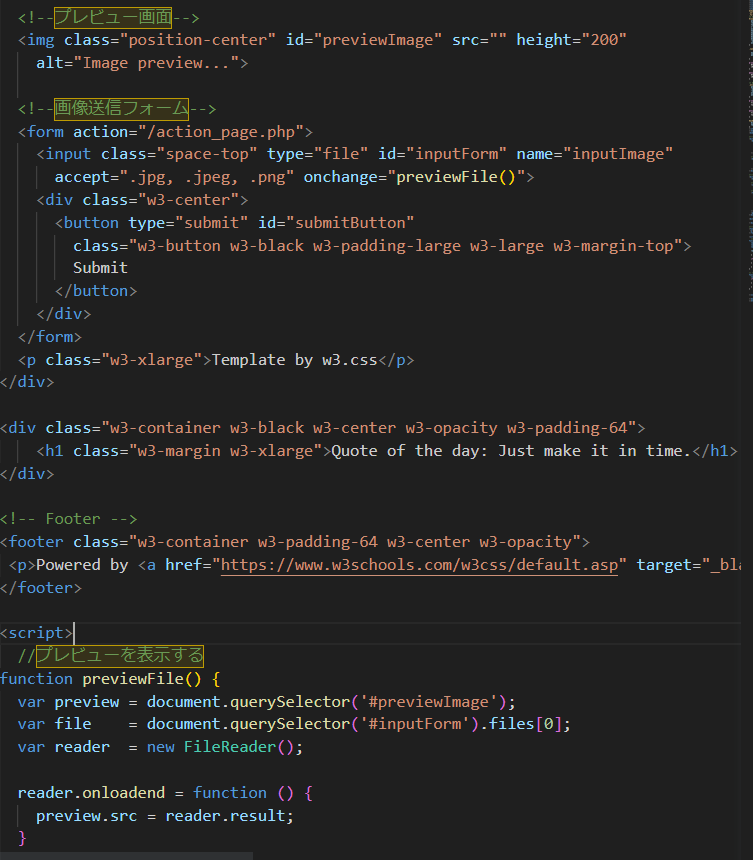 <!--プレビュー画面-->
<img class="position-center" id="previewImage" src="" height="200"
alt="Image preview...">
<!--画像送信フォーム-->
<form action="/action_page.php">
<input class="space-top" type="file" id="inputForm" name="inputImage"
accept=".jpg, .jpeg, .png" onchange="previewFile()">
<div class="w3-center">
<button type="submit" id="submitButton"
class="w3-button w3-black w3-padding-large w3-large w3-margin-top">
Submit
</button>
</div>
</form>
<p class="w3-xlarge">Template by w3.css</p>
</div>
<div class="w3-container w3-black w3-center w3-opacity w3-padding-64">
<h1 class="w3-margin w3-xlarge">Quote of the day: Just make it in time.</h1>
</div>
<!-- Footer -->
<footer class="w3-container w3-padding-64 w3-center w3-opacity">
<p>Powered by <a href="https://www.w3schools.com/w3css/default.asp" target="_bla
</footer>
<script>
//プレビューを表示する
function previewFile() {
var preview = document.querySelector('#previewImage');
var file    = document.querySelector('#inputForm').files[0];
var reader  = new FileReader();
reader.onloadend = function () {
preview.src = reader.result;
}